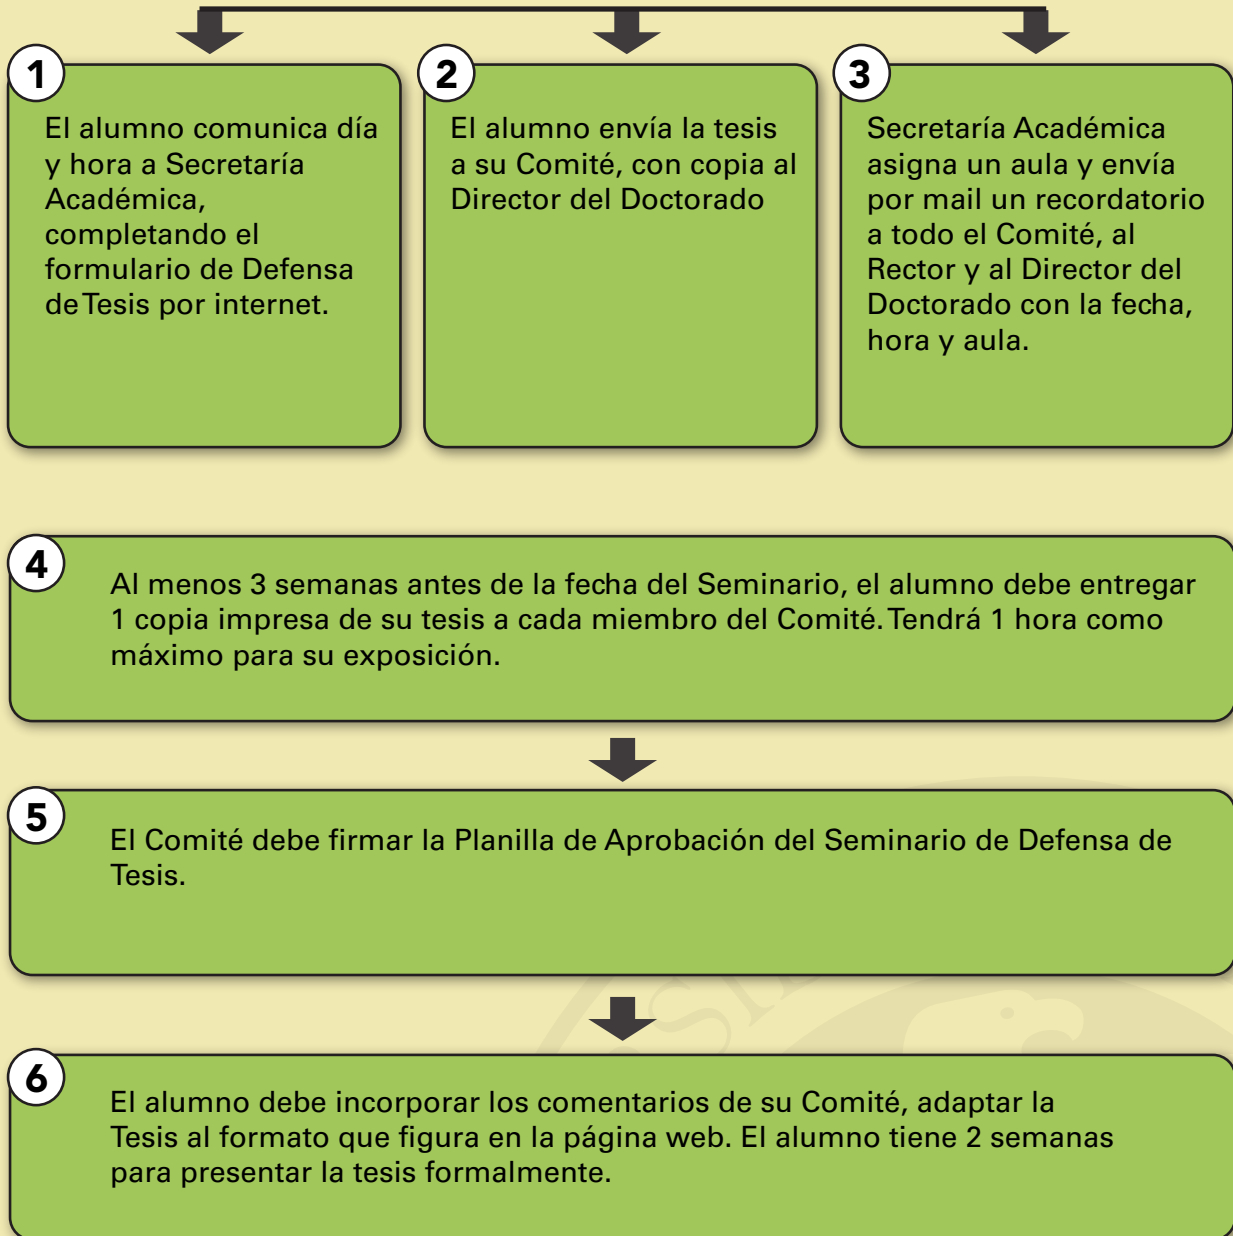 1
El alumno comunica día
y hora a Secretaría
Académica,
completando el
formulario de Defensa
de Tesis por internet.
2
El alumno envía la tesis
a su Comité, con copia al
Director del Doctorado
3
Secretaría Académica
asigna un aula y envía
por mail un recordatorio
a todo el Comité, al
Rector y al Director del
Doctorado con la fecha,
hora y aula.
4
Al menos 3 semanas antes de la fecha del Seminario, el alumno debe entregar
1 copia impresa de su tesis a cada miembro del Comité. Tendrá 1 hora como
máximo para su exposición.
5
El Comité debe firmar la Planilla de Aprobación del Seminario de Defensa de
Tesis.
6
El alumno debe incorporar los comentarios de su Comité, adaptar la
Tesis al formato que figura en la página web. El alumno tiene 2 semanas
para presentar la tesis formalmente.